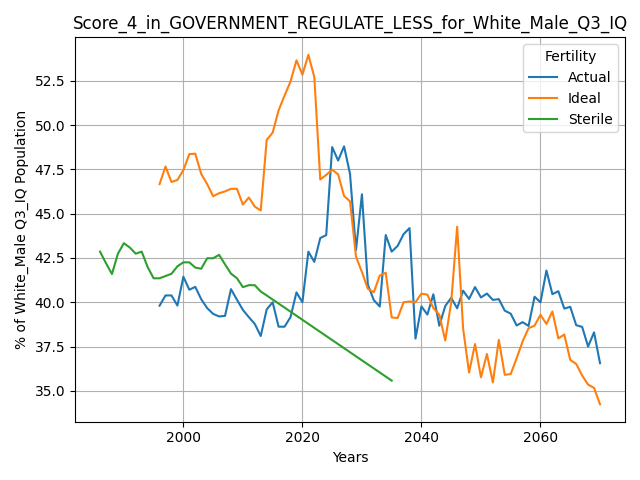 Score_4_in_GOVERNMENT_REGULATE_LESS_for_White_Male_Q3_IQ
% of White_Male Q3_IQ Population
52.5
50.0
47.5
45.0
42.5
40.0
37.5
35.0
Fertility
Actual
Ideal
Sterile
2000
2020
2040
2060
Years